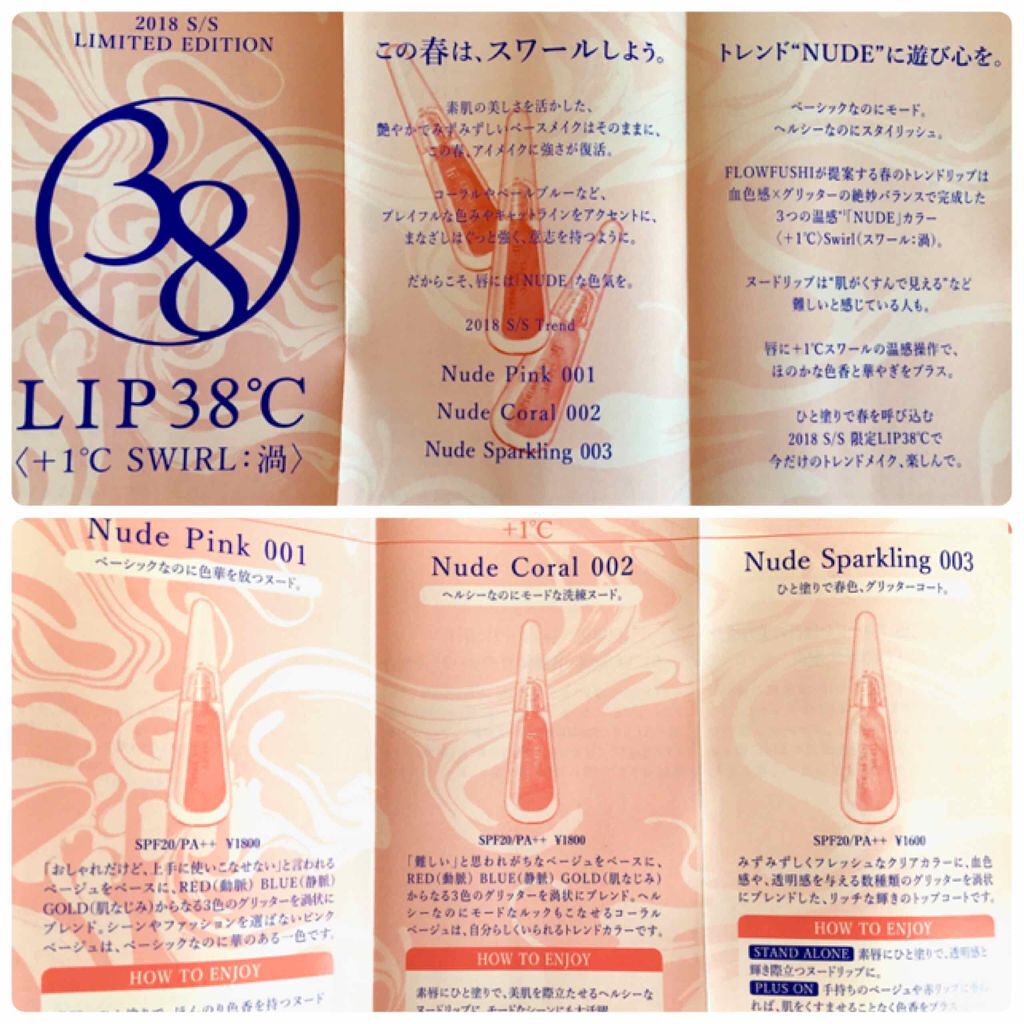 2018 S/S
LIMITED EDITION
38
LIP38℃
〈+1℃ SWIRL:渦〉
この春は、スワールしよう。
素肌の美しさを活かした、
艶やかでみずみずしいベースメイクはそのままに、
この春、アイメイクに強さが復活。
コーラルやペールブルーなど、
プレイフルな色みやキャットラインをアクセントに、
まなざしはぐっと強く、意志を持つように。
だからこそ、唇には「NUDE」な色気を。
2018 S/S Trend
Nude Pink 001
Nude Coral 002
Nude Sparkling 003
トレンド“NUDE”に遊び心を。
ベーシックなのにモード。
ヘルシーなのにスタイリッシュ。
FLOWFUSHIが提案する春のトレンドリップは
血色感×グリッターの絶妙バランスで完成した
3つの温感*¹「NUDE」カラー
〈+1℃〉Swirl(スワール:渦)。
ヌードリップは“肌がくすんで見える”など
難しいと感じている人も。
唇に+1℃スワールの温感操作で、
ほのかな色香と華やぎをプラス。
ひと塗りで春を呼び込む
2018 S/S 限定LIP38℃で
今だけのトレンドメイク、楽しんで。
+1℃
Nude Pink 001
ベーシックなのに色華を放つヌード。
SPF20/PA++ ¥1800
「おしゃれだけど、上手に使いこなせない」と言われる
ベージュをベースに、RED(動脈) BLUE(静脈)
GOLD(肌なじみ)からなる3色のグリッターを渦状に
ブレンド。シーンやファッションを選ばないピンク
ベージュは、ベーシックなのに華のある一色です。
HOW TO ENJOY
Nude Coral 002
ヘルシーなのにモードな洗練ヌード。
SPF20/PA++ ¥1800
「難しい」と思われがちなベージュをベースに、
RED(動脈) BLUE(静脈) GOLD(肌なじみ)
からなる3色のグリッターを渦状にブレンド。ヘル
シーなのにモードなルックもこなせるコーラル
ベージュは、自分らしくいられるトレンドカラーです。
HOW TO ENJOY
素唇にひと塗りで、美肌を際立たせるヘルシーな
Nude Sparkling 003
ひと塗りで春色、グリッターコート。
SPF20/PA++ ¥1600
みずみずしくフレッシュなクリアカラーに、血色
感や、透明感を与える数種類のグリッターを渦状
にブレンドした、リッチな輝きのトップコートです。
HOW TO ENJOY
STAND ALONE 素唇にひと塗りで、透明感と
輝き際立つヌードリップに。
PLUS ON 手持ちのベージュや赤リップに
れば、肌をくすませることなく色香をプラス